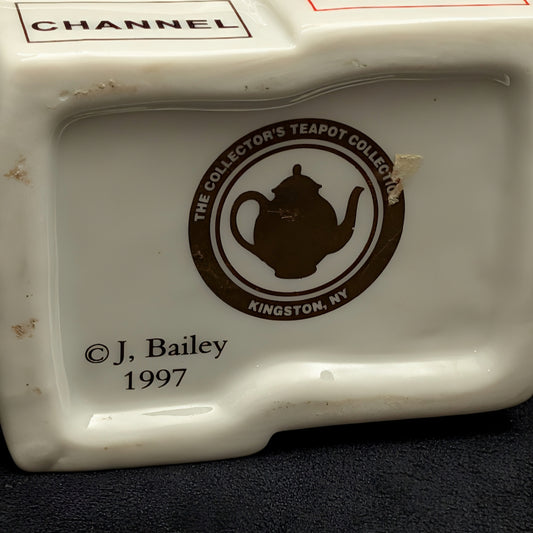 CHANNEL
THE COLLECTOR'S TEAPOT COLLECTION
KINGSTON, NY
© J, Bailey
1997